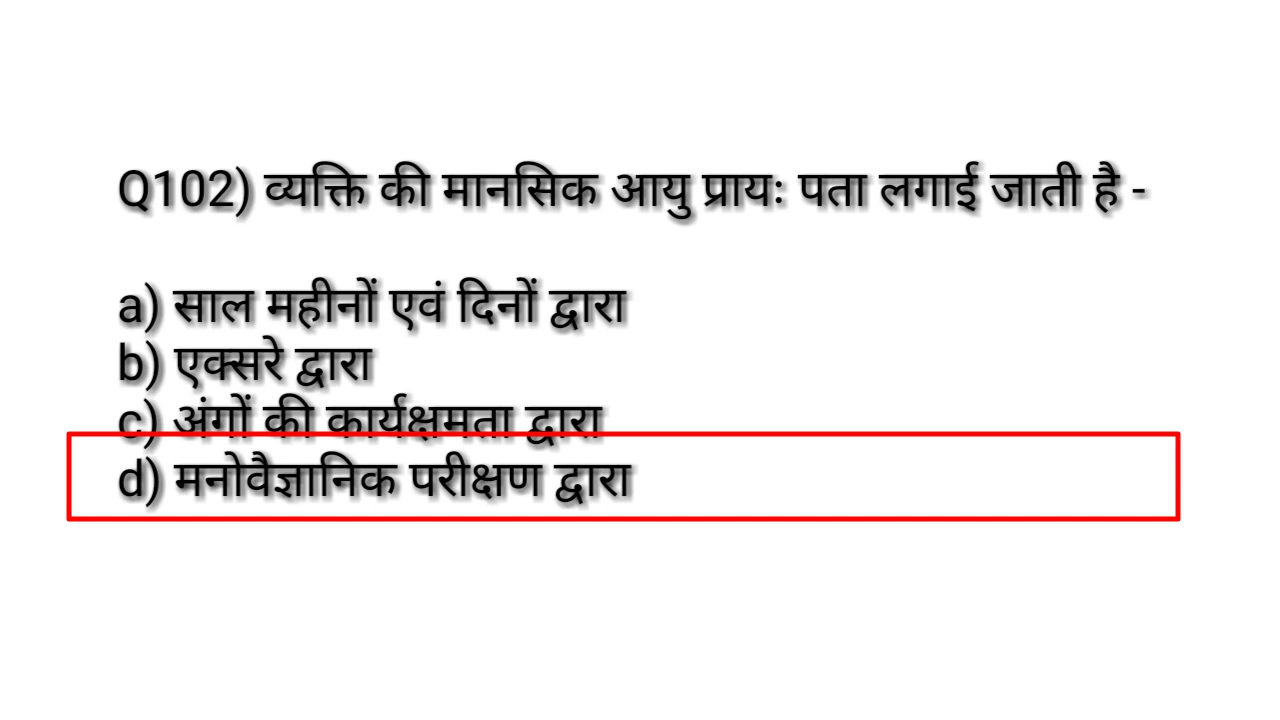 Q102) व्यक्ति की मानसिक आयु प्रायः पता लगाई जाती है -
a) साल महीनों एवं दिनों द्वारा
b) एक्सरे द्वारा
c) अंगों की कार्यक्षमता द्वारा
d) मनोवैज्ञानिक परीक्षण द्वारा